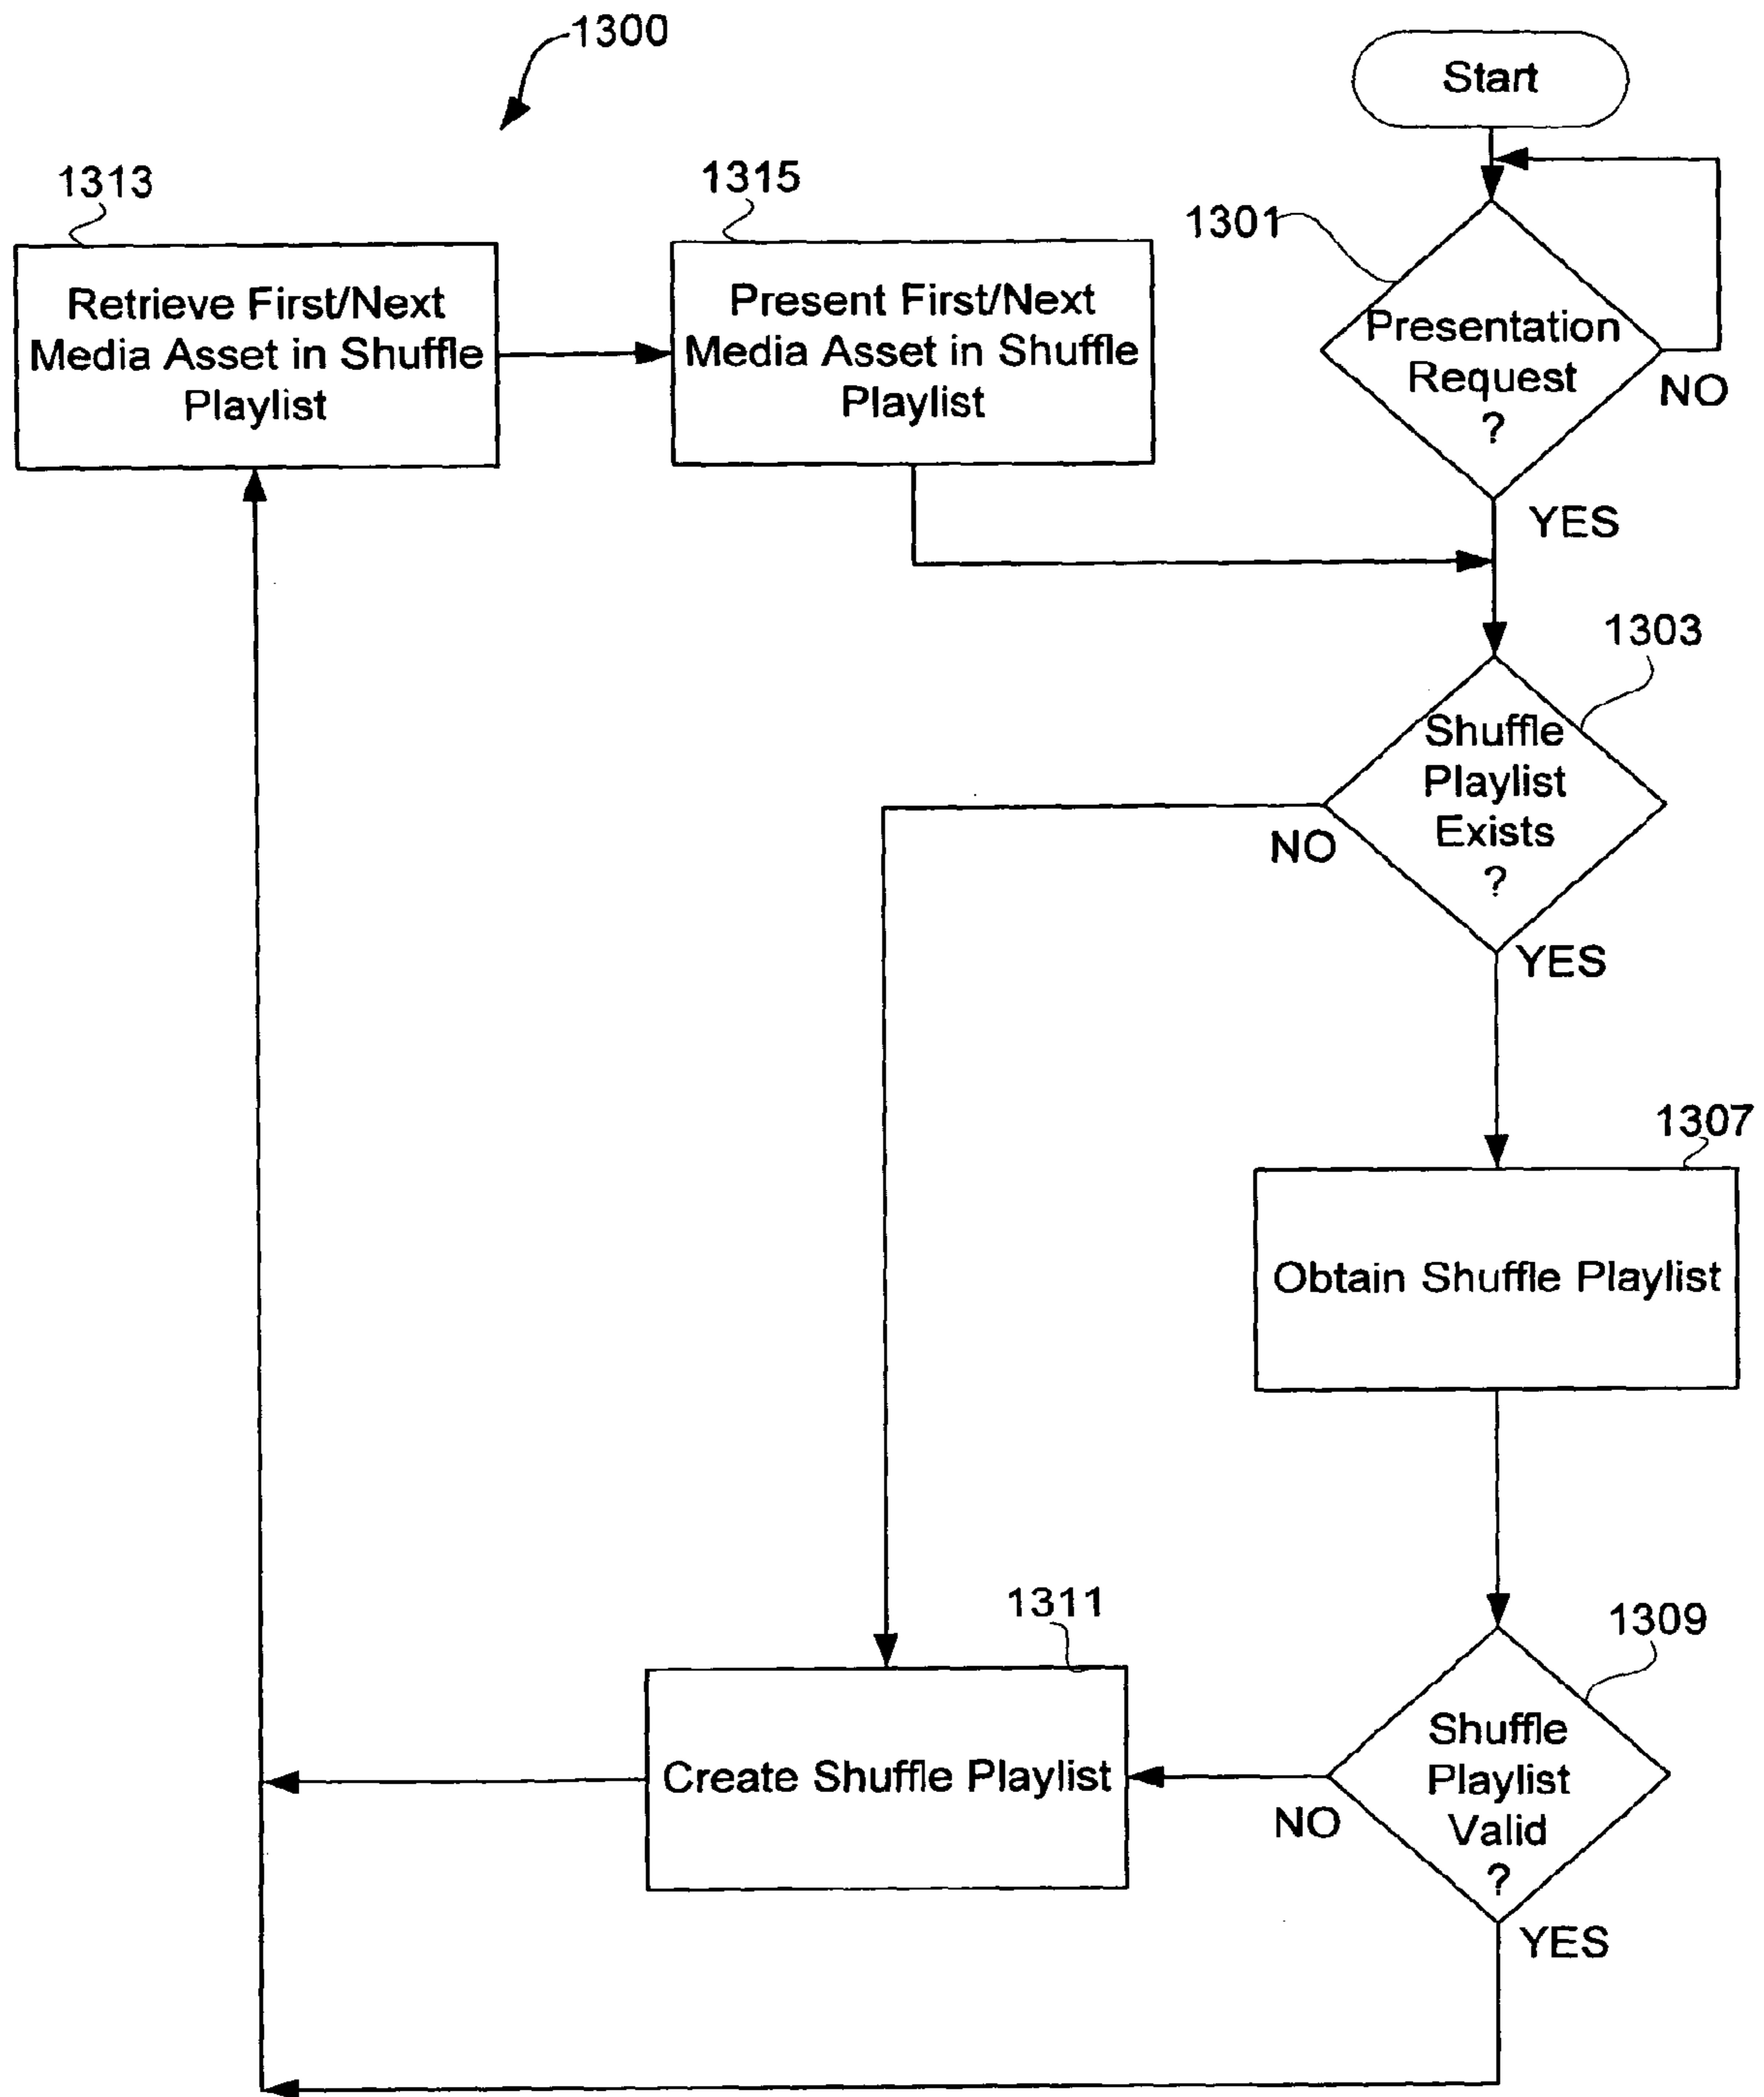 1300
Start
1313
1315
1301
Retrieve First/Next
Media Asset in Shuffle
Playlist
Present First/Next
Media Asset in Shuffle
Playlist
Presentation
Request
?
NO
YES
1303
Shuffle
Playlist
Exists
?
NO
YES
1307
Obtain Shuffle Playlist
1311
1309
Create Shuffle Playlist
Shuffle
Playlist
Valid
?
NO
YES